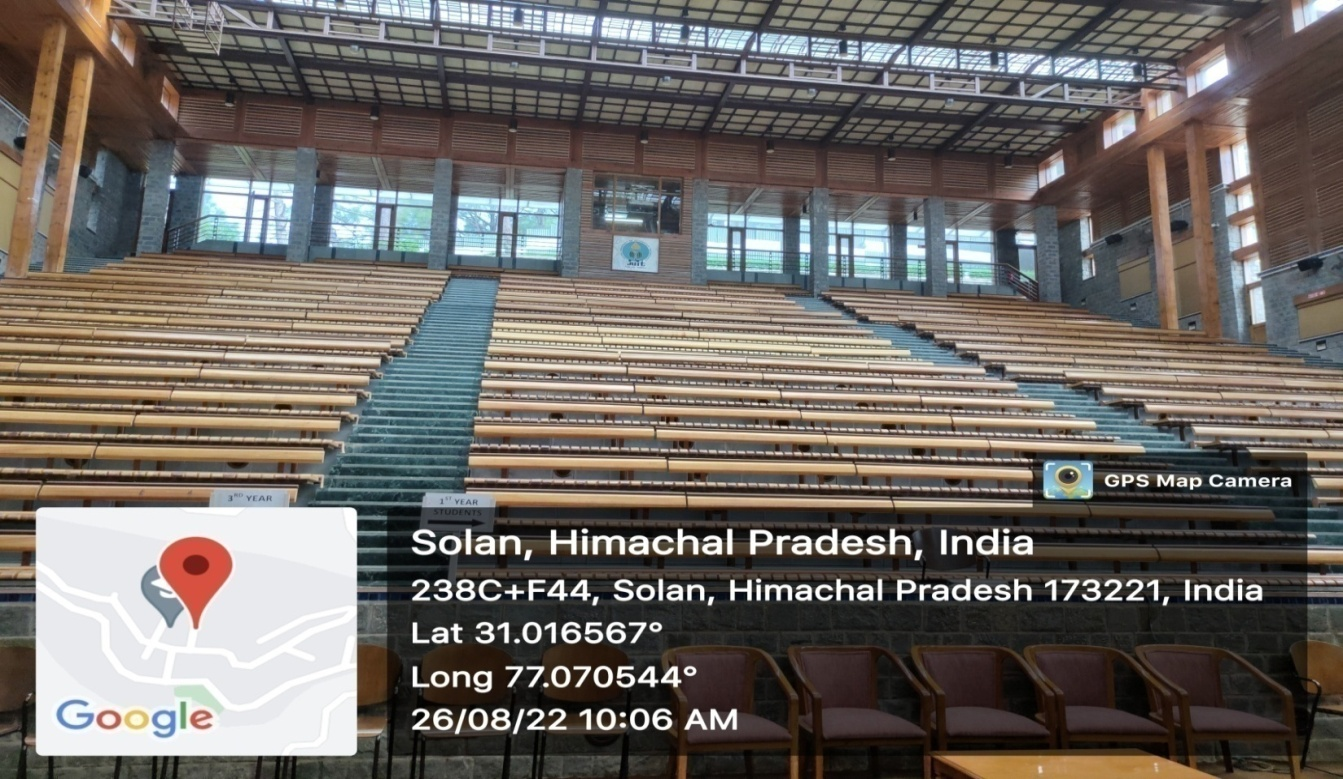 3RD YEAR
1ST YEAR
STUDENTS
GPS Map Camera
Solan, Himachal Pradesh, India
238C+F44, Solan, Himachal Pradesh 173221, India
Lat 31.016567°
Long 77.070544°
26/08/22 10:06 AM
Google